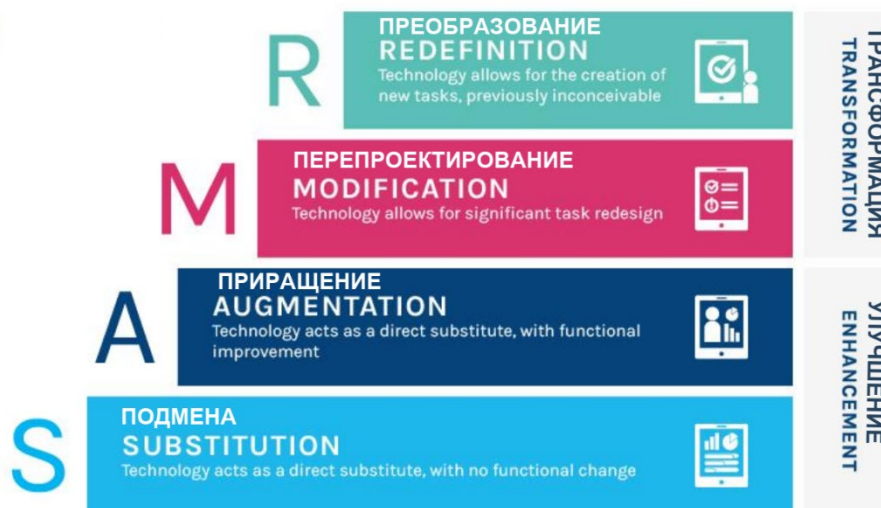 R
ПРЕОБРАЗОВАНИЕ
REDEFINITION
Technology allows for the creation of
new tasks, previously inconceivable
M
ПЕРЕПРОЕКТИРОВАНИЕ
MODIFICATION
Technology allows for significant task redesign
ТРАНСФОРМАЦИЯ
TRANSFORMATION
A
ПРИРАЩЕНИЕ
AUGMENTATION
Technology acts as a direct substitute, with functional
improvement
S
ПОДМЕНА
SUBSTITUTION
Technology acts as a direct substitute, with no functional change
УЛУЧШЕНИЕ
ENHANCEMENT